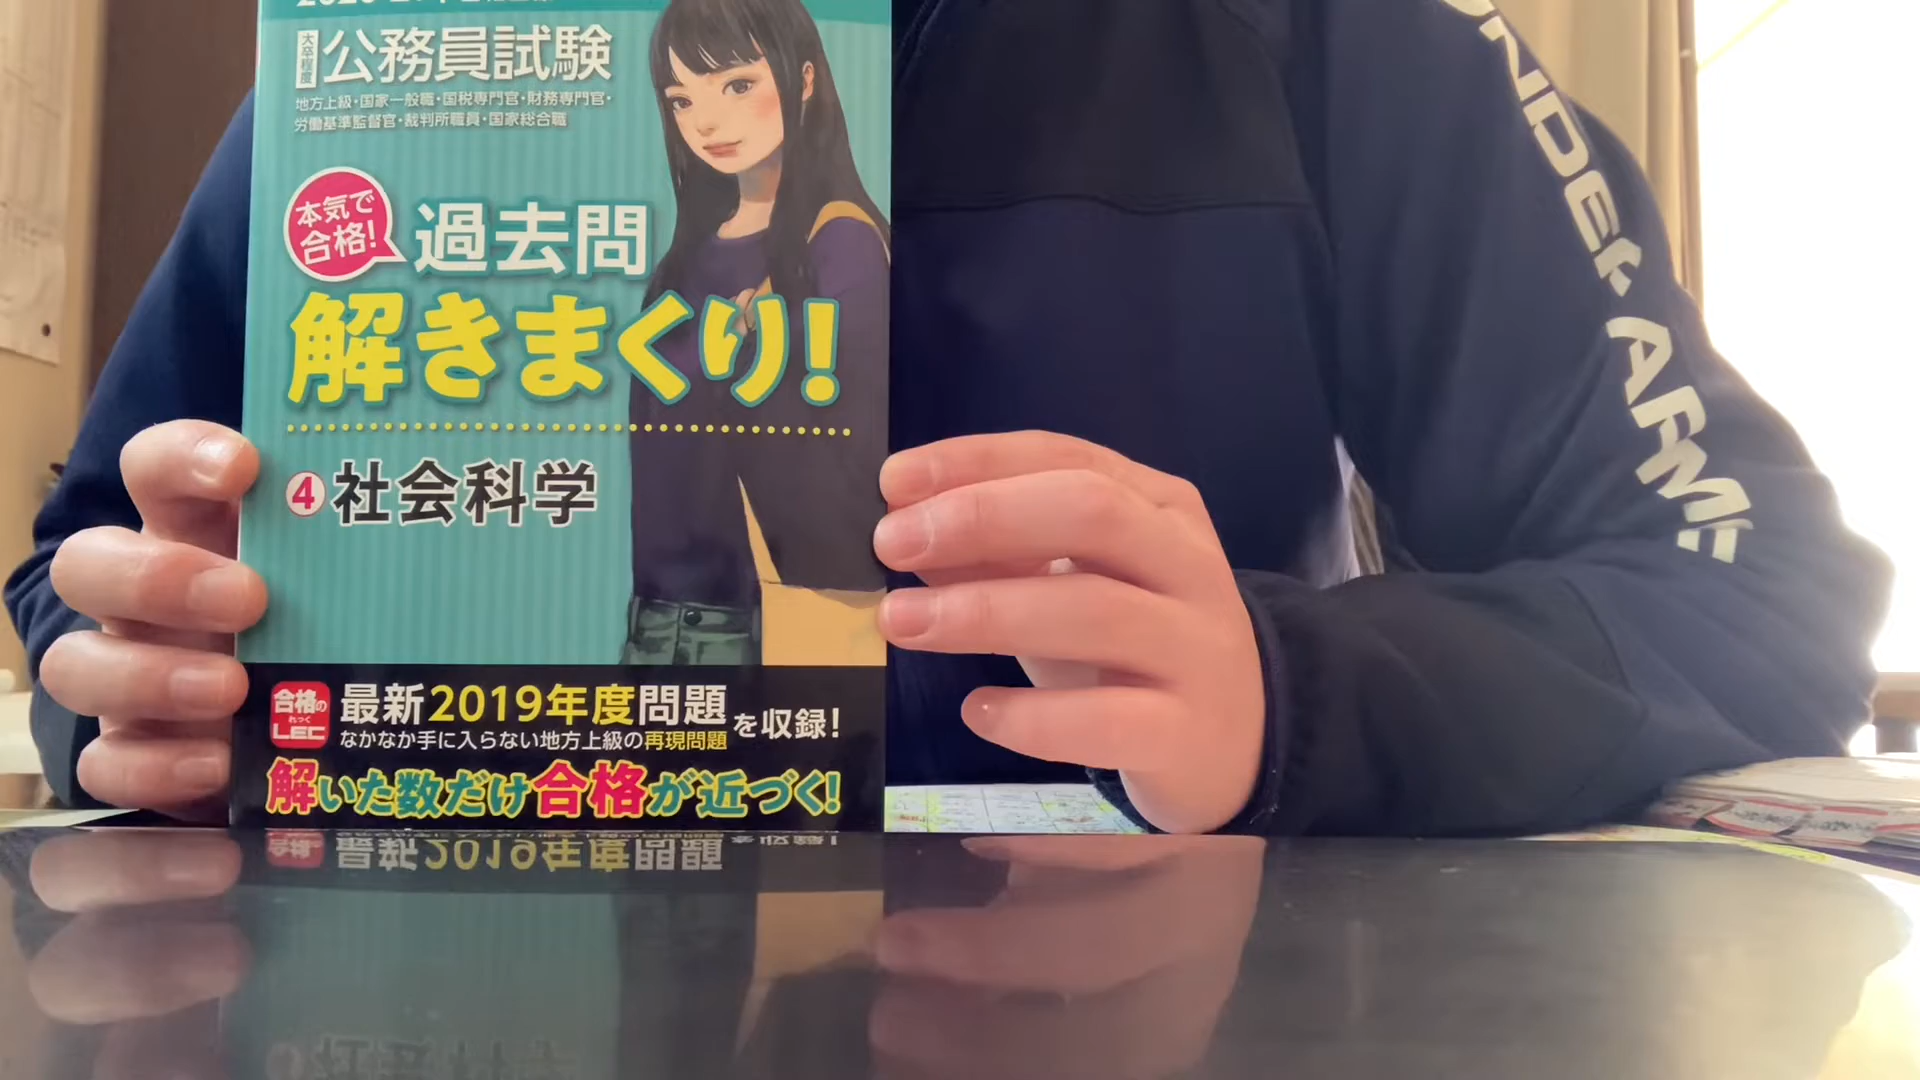 大卒程度
公務員試験
地方上級・国家一般職・国税専門官・財務専門官・
労働基準監督官・裁判所職員・国家総合職
本気で
合格!
過去問
解きまくり!
4 社会科学
合格の
れっく
LEC
最新2019年度問題を収録!
なかなか手に入らない地方上級の再現問題
解いた数だけ合格が近づく!
UNDER ARM